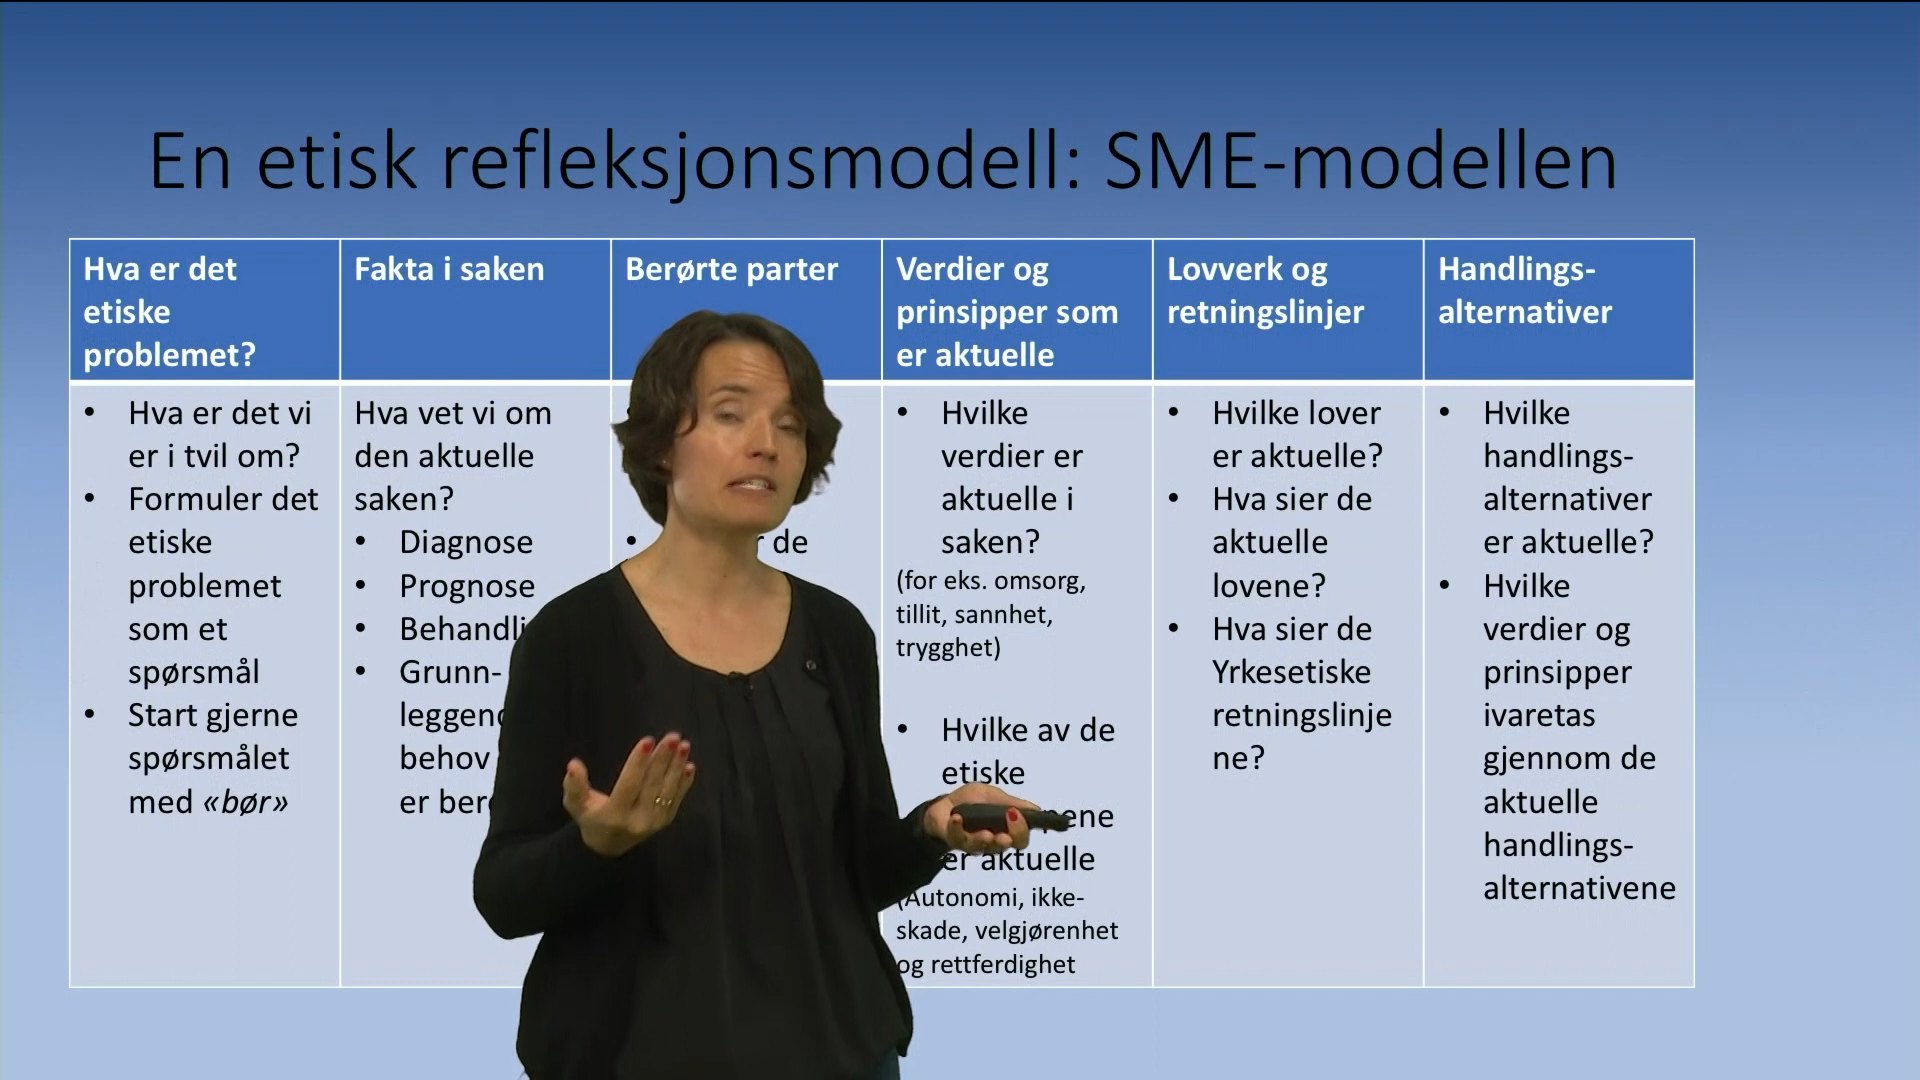 En etisk refleksjonsmodell: SME-modellen
Hva er det
etiske
problemet?
Fakta i saken
Berørte parter
Verdier og
prinsipper som
er aktuelle
Lovverk og
retningslinjer
Handlings-
alternativer
• Hva er det vi
er i tvil om?
• Formuler det
etiske
problemet
som et
spørsmål
• Start gjerne
spørsmålet
med «bør»
Hva vet vi om
den aktuelle
saken?
• Diagnose
• Prognose
•
• Grunn-
behov
er
•
• de
• Hvilke
verdier er
aktuelle i
saken?
(for eks. omsorg,
tillit, sannhet,
trygghet)
• Hvilke av de
etiske
er aktuelle
(Autonomi, ikke-
skade, velgjørenhet
og rettferdighet
• Hvilke lover
er aktuelle?
• Hva sier de
aktuelle
lovene?
• Hva sier de
Yrkesetiske
retningslinje
ne?
• Hvilke
handlings-
alternativer
er aktuelle?
• Hvilke
verdier og
prinsipper
ivaretas
gjennom de
aktuelle
handlings-
alternativene